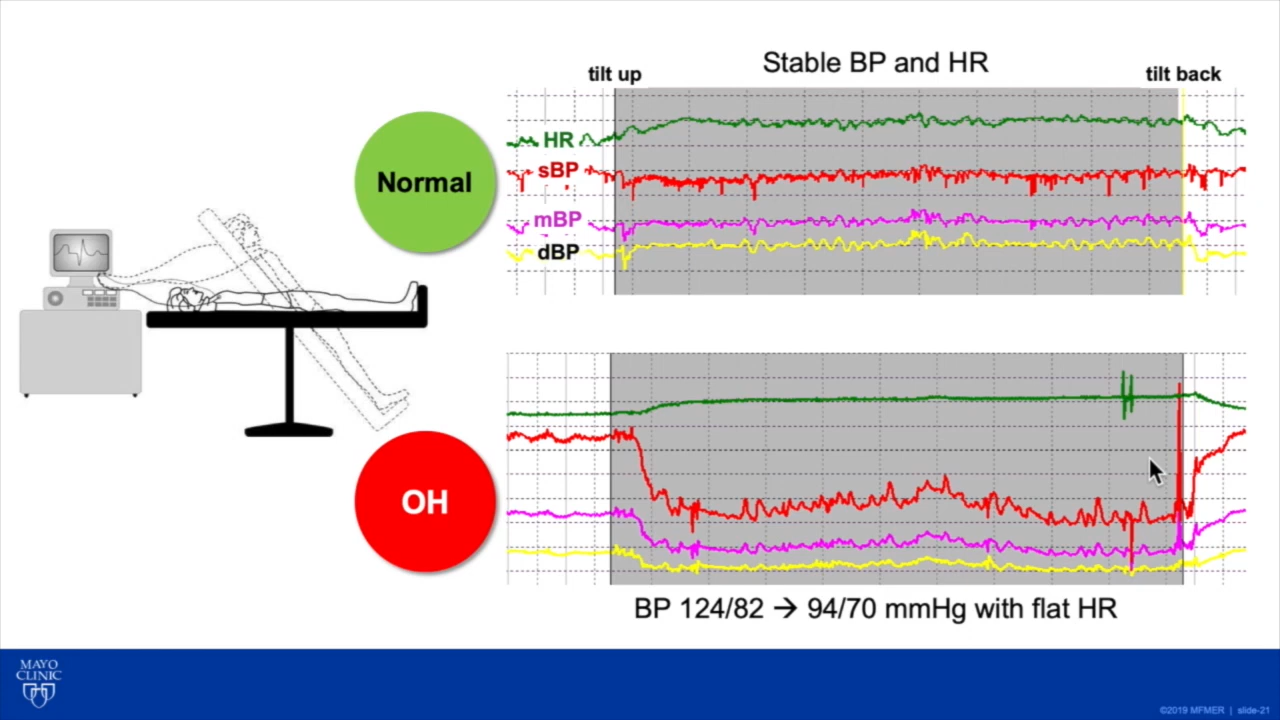 Stable BP and HR
tilt up
tilt back
HR
sBP
mBP
dBP
Normal
OH
BP 124/82 → 94/70 mmHg with flat HR
MAYO
CLINIC
©2019 MFMER | slide-21